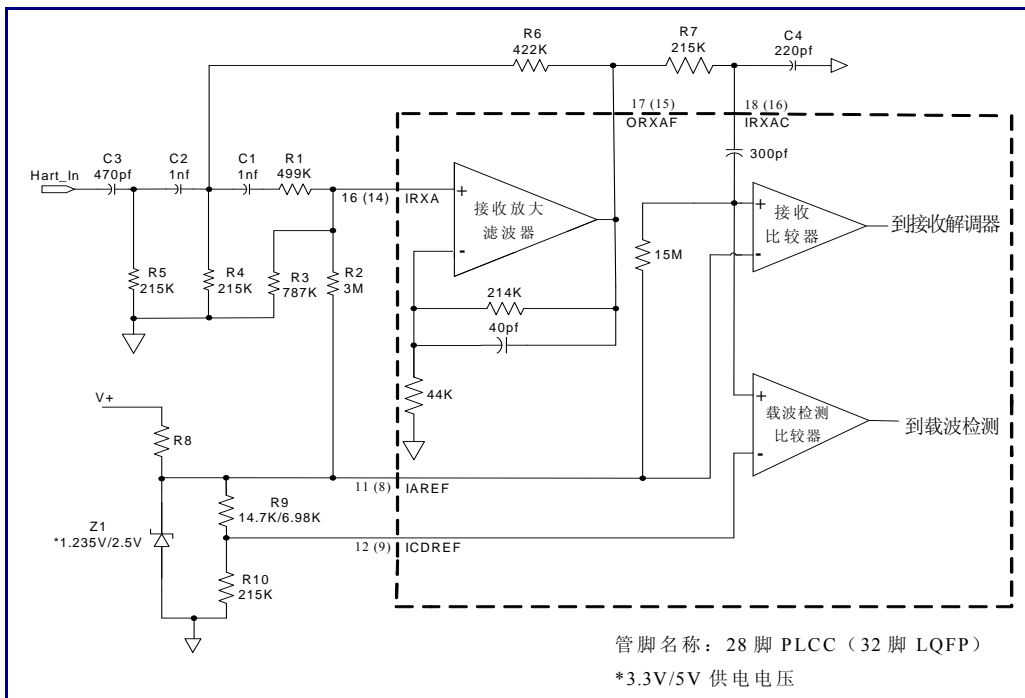 R6
422K
R7
215K
C4
220pf
17 (15)
ORXAF
18 (16)
IRXAC
300pf
Hart_In
C3
470pf
C2
1nf
C1
1nf
R1
499K
16 (14)
IRXA
+
-
接收放大
滤波器
+
-
接收
比较器
到接收解调器
R5
215K
R4
215K
R3
787K
R2
3M
15M
214K
40pf
44K
+
-
载波检测
比较器
到载波检测
V+
R8
11 (8)
IAREF
R9
14.7K/6.98K
Z1
*1.235V/2.5V
12 (9)
ICDREF
R10
215K
管脚名称：28 脚 PLCC（32 脚 LQFP）
*3.3V/5V 供电电压